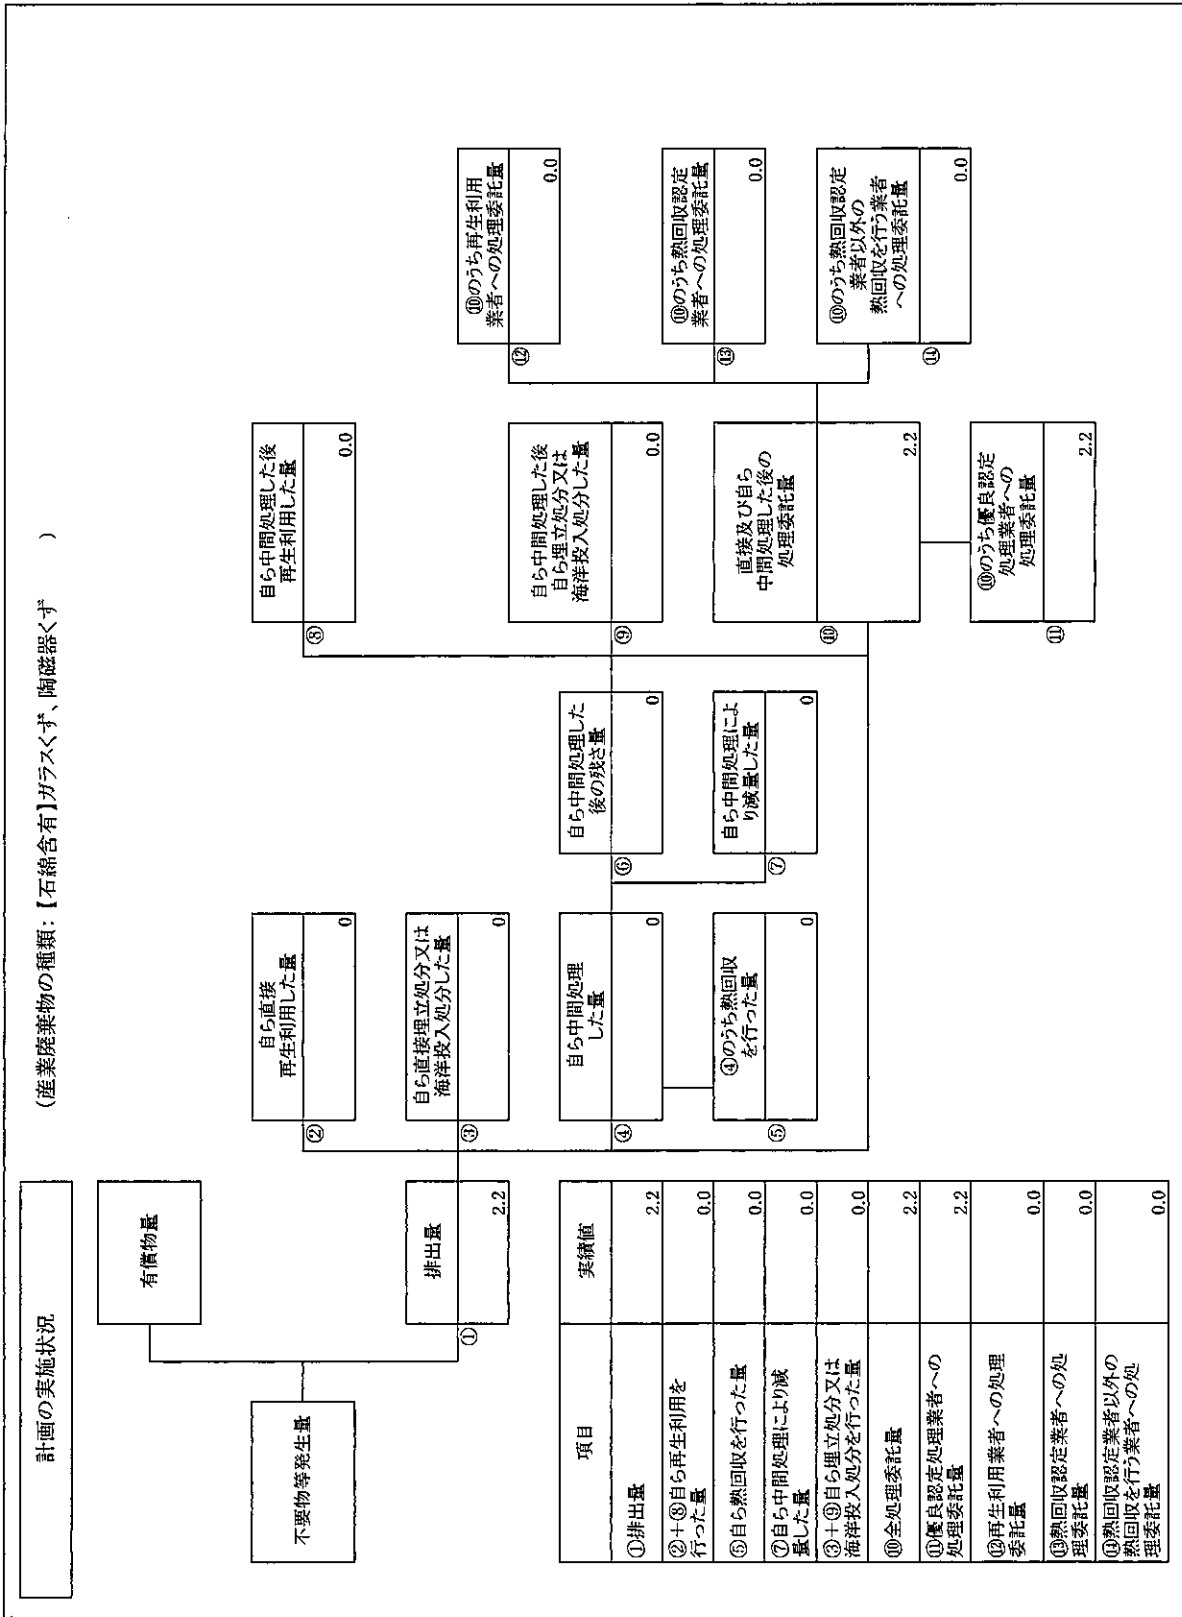 計画の実施状況
(産業廃棄物の種類:【石綿含有】ガラスくず、陶磁器くず )
不要物等発生量
有償物量
①
排出量
2.2
②
自ら直接
再生利用した量
0
③
自ら直接埋立処分又は
海洋投入処分した量
0
④
自ら中間処理
した量
0
⑤
④のうち熱回収
を行った量
0
⑥
自ら中間処理した
後の残さ量
0
⑦
自ら中間処理によ
り減量した量
0
⑧
自ら中間処理した後
再生利用した量
0.0
⑨
自ら中間処理した後
自ら埋立処分又は
海洋投入処分した量
0.0
⑩
直接及び自ら
中間処理した後の
処理委託量
2.2
⑪
⑩のうち優良認定
処理業者への
処理委託量
2.2
⑫
⑩のうち再生利用
業者への処理委託量
0.0
⑬
⑩のうち熱回収認定
業者への処理委託量
0.0
⑭
⑩のうち熱回収認定
業者以外の
熱回収を行う業者
への処理委託量
0.0
項目 実績値
①排出量 2.2
②+⑧自ら再生利用を
行った量 0.0
⑤自ら熱回収を行った量 0.0
⑦自ら中間処理により減
量した量 0.0
③+⑨自ら埋立処分又は
海洋投入処分を行った量 0.0
⑩全処理委託量 2.2
⑪優良認定処理業者への
処理委託量 2.2
⑫再生利用業者への処理
委託量 0.0
⑬熱回収認定業者への処
理委託量 0.0
⑭熱回収認定業者以外の
熱回収を行う業者への処
理委託量 0.0